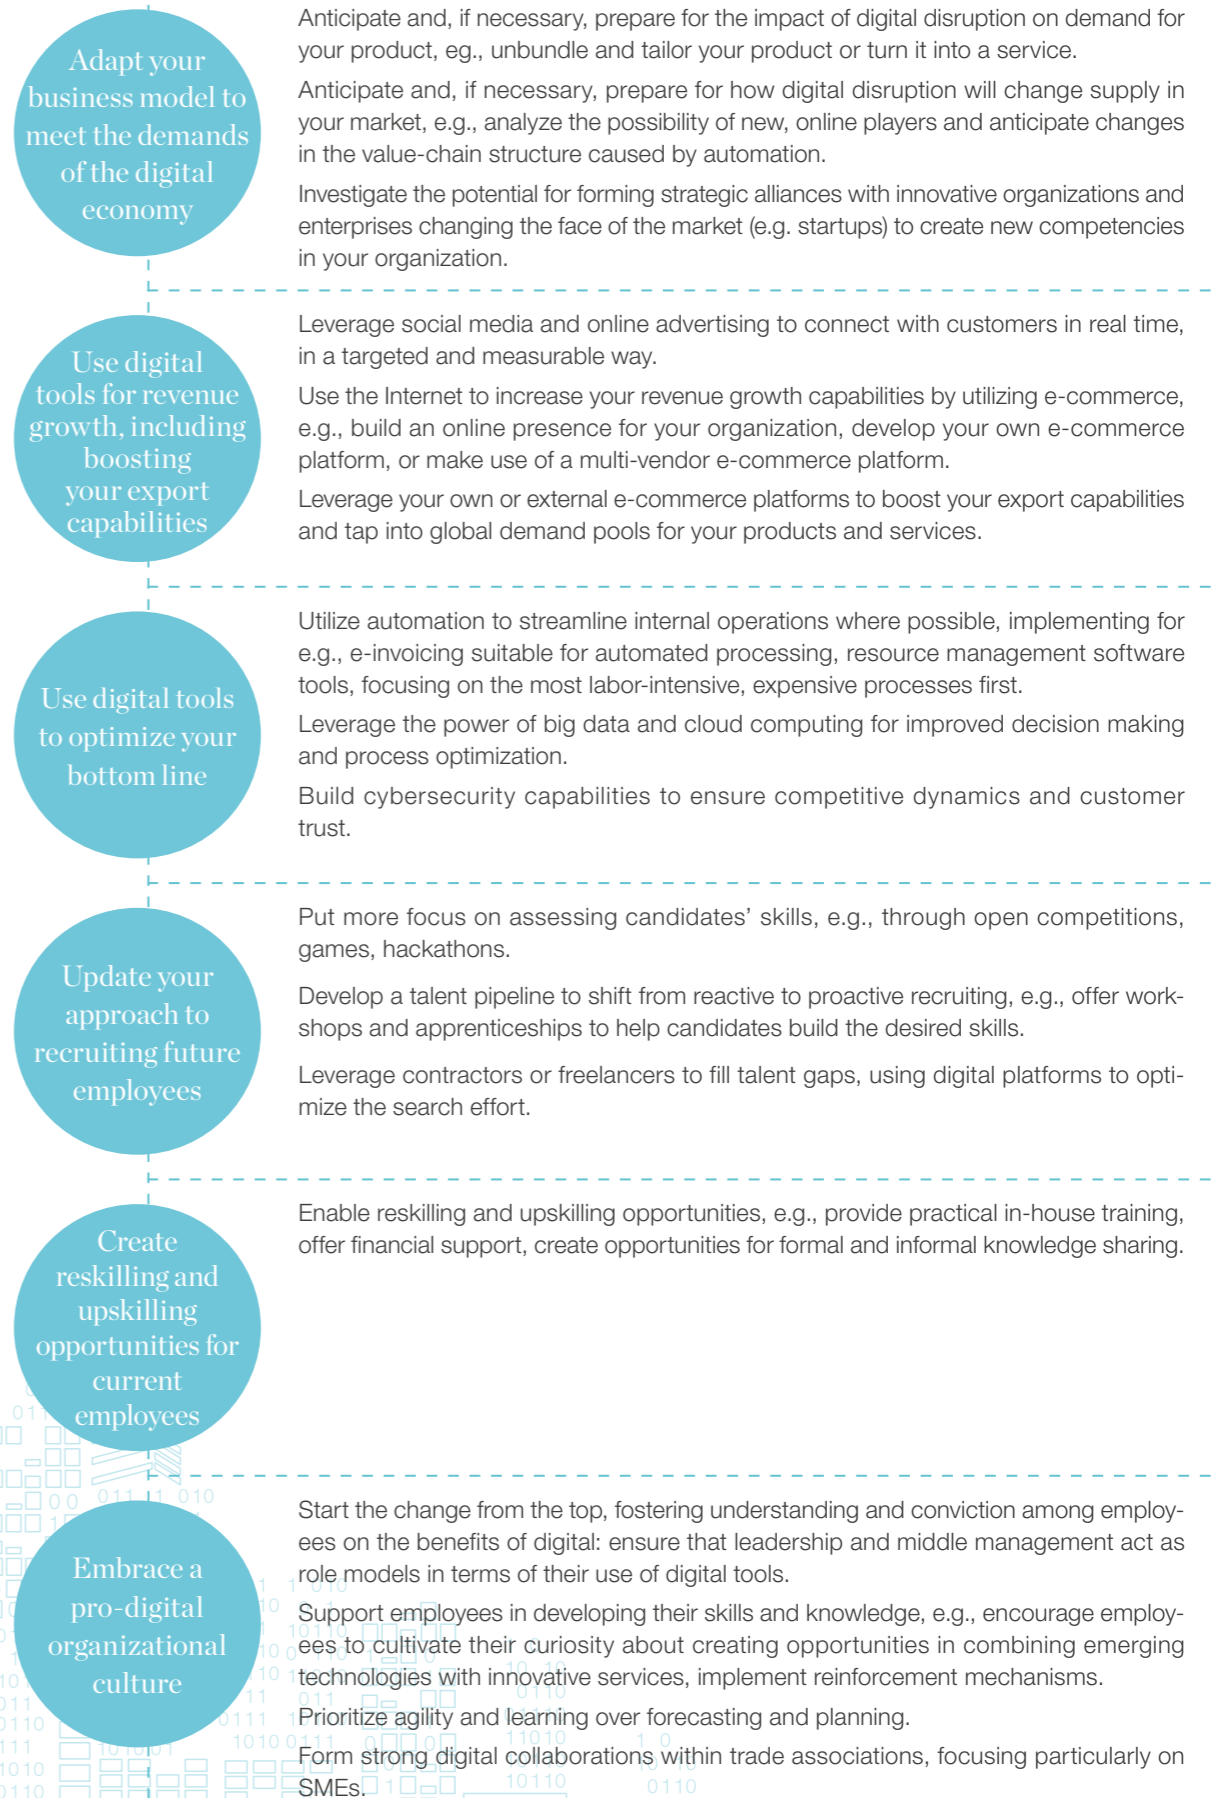 Adapt your
business model to
meet the demands
of the digital
economy
Anticipate and, if necessary, prepare for the impact of digital disruption on demand for
your product, eg., unbundle and tailor your product or turn it into a service.
Anticipate and, if necessary, prepare for how digital disruption will change supply in
your market, e.g., analyze the possibility of new, online players and anticipate changes
in the value-chain structure caused by automation.
Investigate the potential for forming strategic alliances with innovative organizations and
enterprises changing the face of the market (e.g. startups) to create new competencies
in your organization.
Use digital
tools for revenue
growth, including
boosting
your export
capabilities
Leverage social media and online advertising to connect with customers in real time,
in a targeted and measurable way.
Use the Internet to increase your revenue growth capabilities by utilizing e-commerce,
e.g., build an online presence for your organization, develop your own e-commerce
platform, or make use of a multi-vendor e-commerce platform.
Leverage your own or external e-commerce platforms to boost your export capabilities
and tap into global demand pools for your products and services.
Use digital tools
to optimize your
bottom line
Utilize automation to streamline internal operations where possible, implementing for
e.g., e-invoicing suitable for automated processing, resource management software
tools, focusing on the most labor-intensive, expensive processes first.
Leverage the power of big data and cloud computing for improved decision making
and process optimization.
Build cybersecurity capabilities to ensure competitive dynamics and customer
trust.
Update your
approach to
recruiting future
employees
Put more focus on assessing candidates' skills, e.g., through open competitions,
games, hackathons.
Develop a talent pipeline to shift from reactive to proactive recruiting, e.g., offer work-
shops and apprenticeships to help candidates build the desired skills.
Leverage contractors or freelancers to fill talent gaps, using digital platforms to opti-
mize the search effort.
Create
reskilling and
upskilling
opportunities for
current
employees
Enable reskilling and upskilling opportunities, e.g., provide practical in-house training,
offer financial support, create opportunities for formal and informal knowledge sharing.
Embrace a
pro-digital
organizational
culture
Start the change from the top, fostering understanding and conviction among employ-
ees on the benefits of digital: ensure that leadership and middle management act as
role models in terms of their use of digital tools.
Support employees in developing their skills and knowledge, e.g., encourage employ-
ees to cultivate their curiosity about creating opportunities in combining emerging
technologies with innovative services, implement reinforcement mechanisms.
Prioritize agility and learning over forecasting and planning.
Form strong digital collaborations within trade associations, focusing particularly on
SMEs.